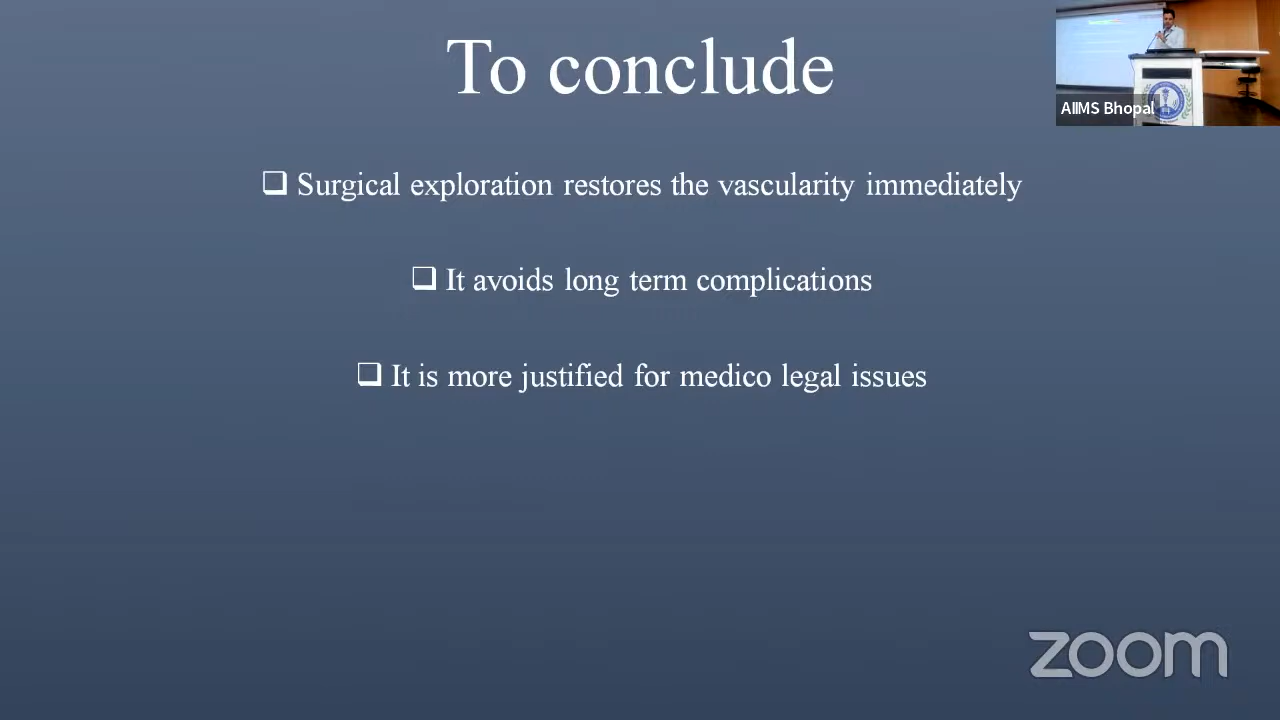 To conclude
❑ Surgical exploration restores the vascularity immediately
❑ It avoids long term complications
❑ It is more justified for medico legal issues
AIIMS Bhopal
zoom